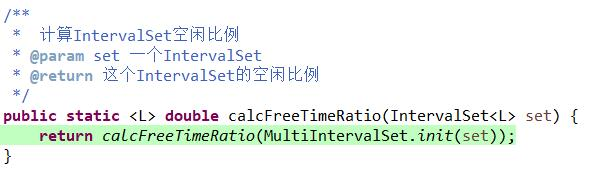 /**
 *  计算IntervalSet空闲比例
 * @param set 一个IntervalSet
 * @return 这个IntervalSet的空闲比例
 */
public static <L> double calcFreeTimeRatio(IntervalSet<L> set) {
    return calcFreeTimeRatio(MultiIntervalSet.init(set));
}